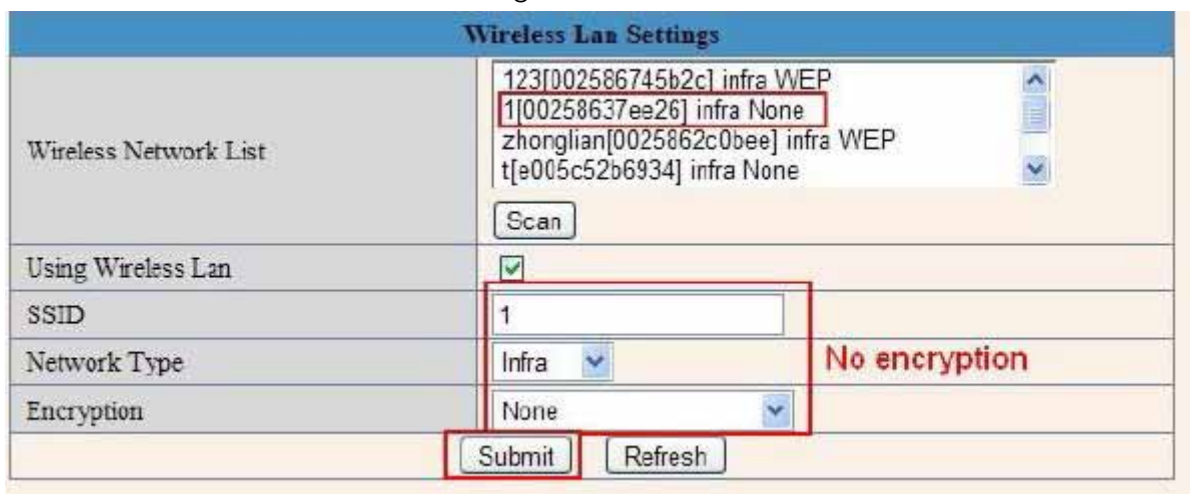 Wireless Lan Settings
Wireless Network List
123[002586745b2c] infra WEP
1[00258637ee26] infra None
zhonglian[0025862c0bee] infra WEP
t[e005c52b6934] infra None
Scan
Using Wireless Lan
SSID
1
Network Type
Infra
No encryption
Encryption
None
Submit Refresh